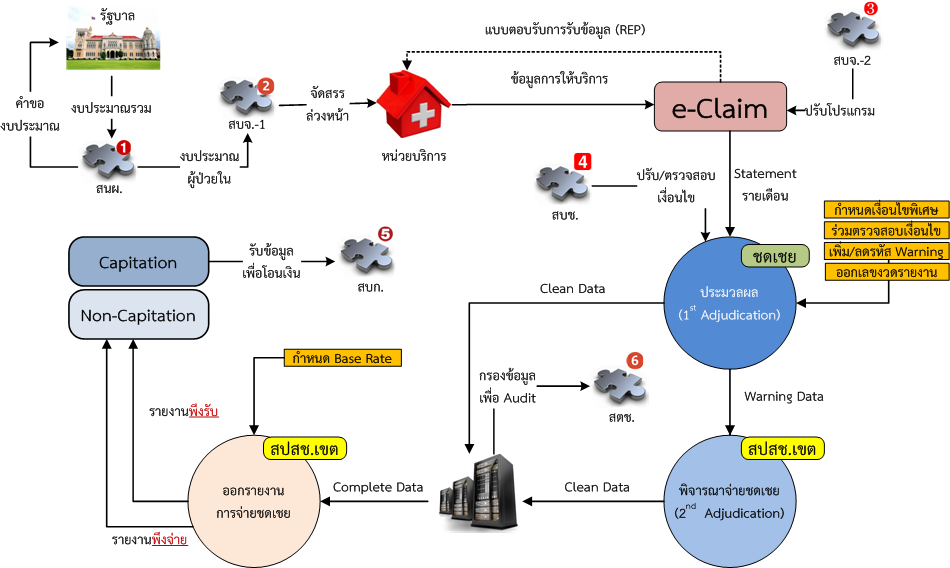 รัฐบาล
แบบตอบรับการรับข้อมูล (REP)
3
สบจ.-2
คำขอ
งบประมาณ
งบประมาณรวม
2
สบจ.-1
จัดสรร
ล่วงหน้า
ข้อมูลการให้บริการ
e-Claim
ปรับโปรแกรม
หน่วยบริการ
1
สนผ.
งบประมาณ
ผู้ป่วยใน
4
สบช.
ปรับ/ตรวจสอบ
เงื่อนไข
Statement
รายเดือน
กำหนดเงื่อนไขพิเศษ
ร่วมตรวจสอบเงื่อนไข
เพิ่ม/ลดรหัส Warning
ออกเลขงวดรายงาน
Capitation
รับข้อมูล
เพื่อโอนเงิน
5
สบก.
ชดเชย
ประมวลผล
(1st Adjudication)
Clean Data
Non-Capitation
กำหนด Base Rate
กรองข้อมูล
เพื่อ Audit
6
สตช.
Warning Data
รายงานพึงรับ
สปสช.เขต
ออกรายงาน
การจ่ายชดเชย
Complete Data
Clean Data
สปสช.เขต
พิจารณาจ่ายชดเชย
(2nd Adjudication)
รายงานพึงจ่าย